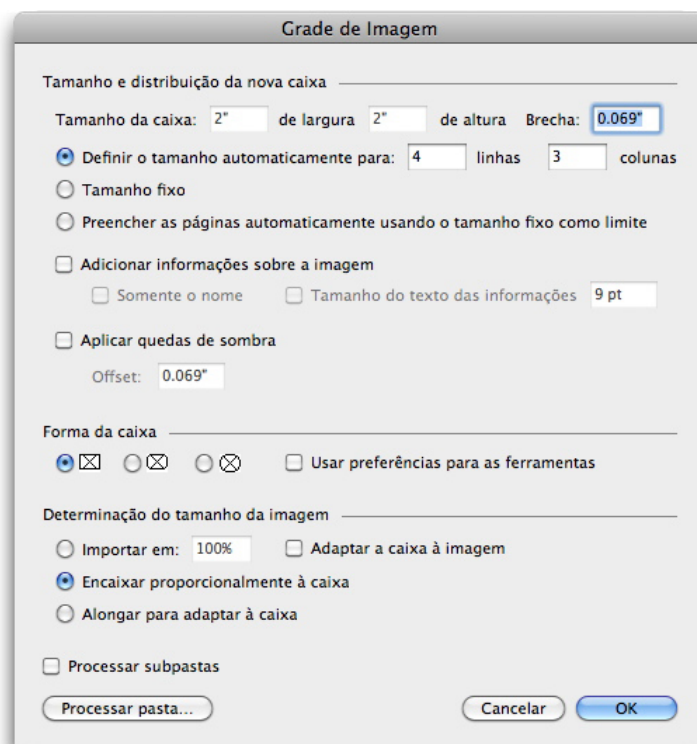 Grade de Imagem
Tamanho e distribuição da nova caixa
Tamanho da caixa: 2" de largura 2" de altura Brecha: 0.069"
Definir o tamanho automaticamente para: 4 linhas 3 colunas
Tamanho fixo
Preencher as páginas automaticamente usando o tamanho fixo como limite
Adicionar informações sobre a imagem
Somente o nome Tamanho do texto das informações 9 pt
Aplicar quedas de sombra
Offset: 0.069"
Forma da caixa
Usar preferências para as ferramentas
Determinação do tamanho da imagem
Importar em: 100% Adaptar a caixa à imagem
Encaixar proporcionalmente à caixa
Alongar para adaptar à caixa
Processar subpastas
Processar pasta... Cancelar OK